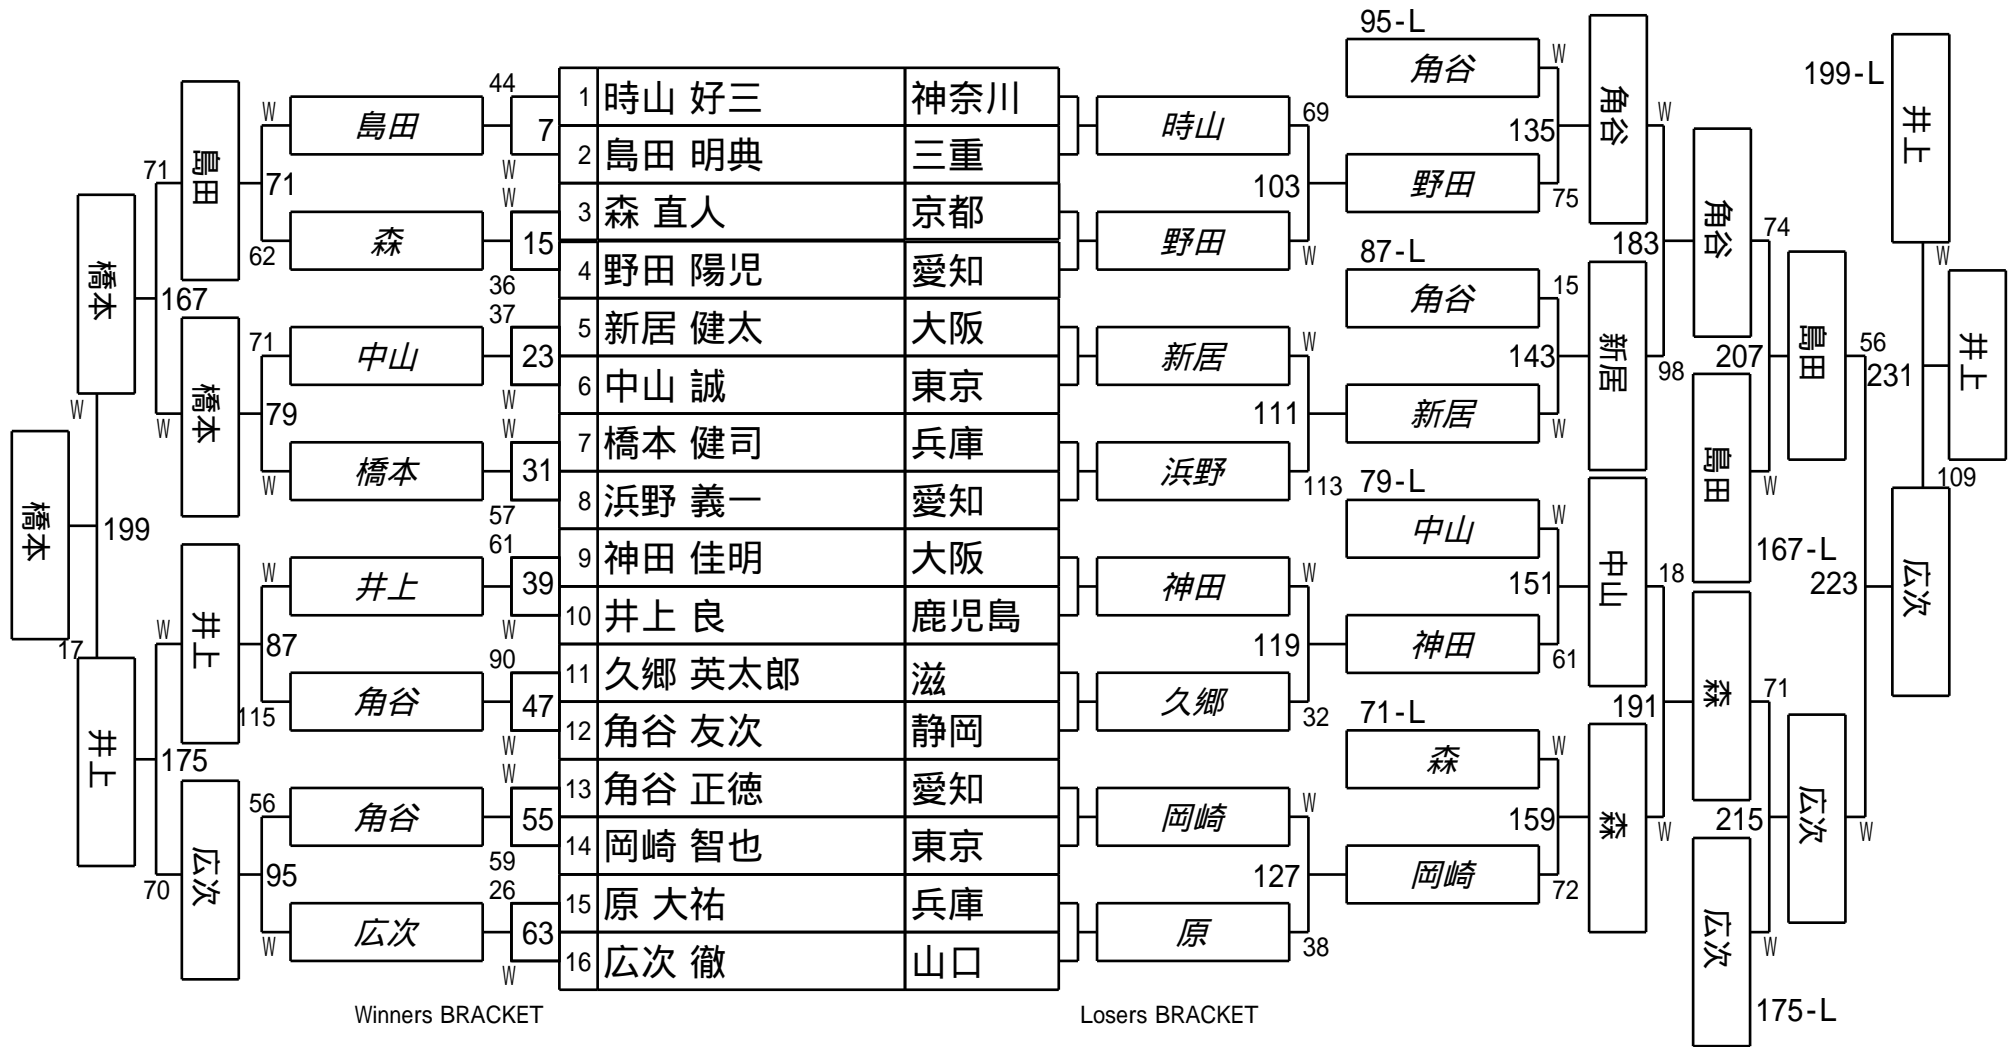 95-L
角谷 W 角谷
199-L 井上
島田 W 島田 44 1 時山 好三 神奈川 時山 69 135 W
71 71 7 2 島田 明典 三重 野田 75 角谷 74
W
橋本 62 森 W 15 3 森 直人 京都 野田 103 W 183 W 井上
36 4 野田 陽児 愛知 87-L
167 37 5 新居 健太 大阪 新居 W 角谷 15 新居 島田 56
橋本 71 中山 23 6 中山 誠 東京 143 98 207 231
W W 79 W W 7 橋本 健司 兵庫 111 新居 W 島田 W
橋本 W 橋本 31 8 浜野 義一 愛知 浜野 113 79-L 109
199 57 中山 W 中山 167-L 広次
井上 W 井上 61 39 9 神田 佳明 大阪 神田 W 151 18 223
W 87 W 10 井上 良 鹿児島 119 神田 61
17 井上 115 角谷 90 47 11 久郷 英太郎 滋 久郷 32 71-L 191 森 71
175 W 12 角谷 友次 静岡 森 W 森 広次
広次 56 角谷 W 55 13 角谷 正徳 愛知 岡崎 W 159 W 215 W
70 95 59 14 岡崎 智也 東京 127 岡崎 72 広次
W 広次 26 63 15 原 大祐 兵庫 原 38 W
W 16 広次 徹 山口 175-L
Winners BRACKET Losers BRACKET